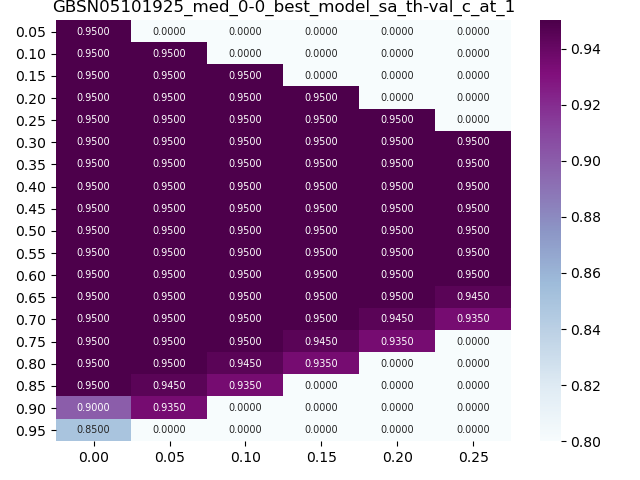 GBSN05101925_med_0-0_best_model_sa_th-val_c_at_1
0.05 0.9500 0.0000 0.0000 0.0000 0.0000 0.0000
0.10 0.9500 0.9500 0.0000 0.0000 0.0000 0.0000
0.15 0.9500 0.9500 0.9500 0.0000 0.0000 0.0000
0.20 0.9500 0.9500 0.9500 0.9500 0.0000 0.0000
0.25 0.9500 0.9500 0.9500 0.9500 0.9500 0.0000
0.30 0.9500 0.9500 0.9500 0.9500 0.9500 0.9500
0.35 0.9500 0.9500 0.9500 0.9500 0.9500 0.9500
0.40 0.9500 0.9500 0.9500 0.9500 0.9500 0.9500
0.45 0.9500 0.9500 0.9500 0.9500 0.9500 0.9500
0.50 0.9500 0.9500 0.9500 0.9500 0.9500 0.9500
0.55 0.9500 0.9500 0.9500 0.9500 0.9500 0.9500
0.60 0.9500 0.9500 0.9500 0.9500 0.9500 0.9500
0.65 0.9500 0.9500 0.9500 0.9500 0.9500 0.9450
0.70 0.9500 0.9500 0.9500 0.9500 0.9450 0.9350
0.75 0.9500 0.9500 0.9500 0.9450 0.9350 0.0000
0.80 0.9500 0.9500 0.9450 0.9350 0.0000 0.0000
0.85 0.9500 0.9450 0.9350 0.0000 0.0000 0.0000
0.90 0.9000 0.9350 0.0000 0.0000 0.0000 0.0000
0.95 0.8500 0.0000 0.0000 0.0000 0.0000 0.0000
0.00 0.05 0.10 0.15 0.20 0.25
0.94
0.92
0.90
0.88
0.86
0.84
0.82
0.80